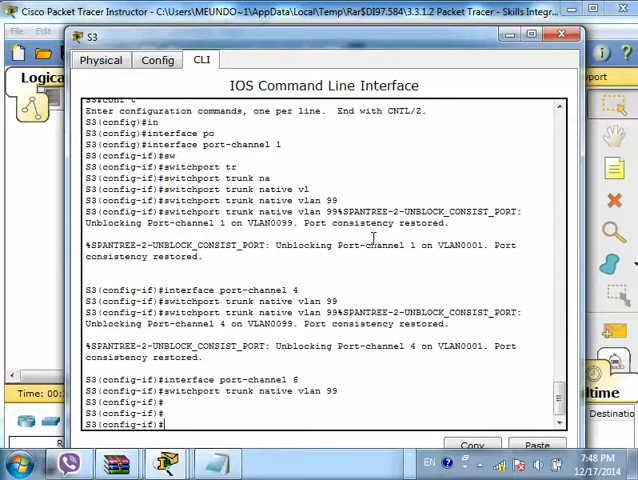 Cisco Packet Tracer Instructor - C:\Users\MEUNDO~1\AppData\Local\Temp\Rar$DI97.584\3.3.1.2 Packet Tracer - Skills Integr...
File
S3
Physical
Config
CLI
Logica
port
IOS Command Line Interface
S3#conf t
Enter configuration commands, one per line.  End with CNTL/Z.
S3(config)#in
S3(config)#interface po
S3(config)#interface port-channel 1
S3(config-if)#sw
S3(config-if)#switchport tr
S3(config-if)#switchport trunk na
S3(config-if)#switchport trunk native vl
S3(config-if)#switchport trunk native vlan 99
S3(config-if)#switchport trunk native vlan 99%SPANTREE-2-UNBLOCK_CONSIST_PORT:
Unblocking Port-channel 1 on VLAN0099. Port consistency restored.
%SPANTREE-2-UNBLOCK_CONSIST_PORT: Unblocking Port-channel 1 on VLAN0001. Port
consistency restored.
S3(config-if)#interface port-channel 4
S3(config-if)#switchport trunk native vlan 99
S3(config-if)#switchport trunk native vlan 99%SPANTREE-2-UNBLOCK_CONSIST_PORT:
Unblocking Port-channel 4 on VLAN0099. Port consistency restored.
%SPANTREE-2-UNBLOCK_CONSIST_PORT: Unblocking Port-channel 4 on VLAN0001. Port
consistency restored.
S3(config-if)#interface port-channel 6
S3(config-if)#switchport trunk native vlan 99
S3(config-if)#
S3(config-if)#
S3(config-if)#
Time: 00:
ltime
Destinatio
Copy
Paste
EN
7:48 PM
12/17/2014